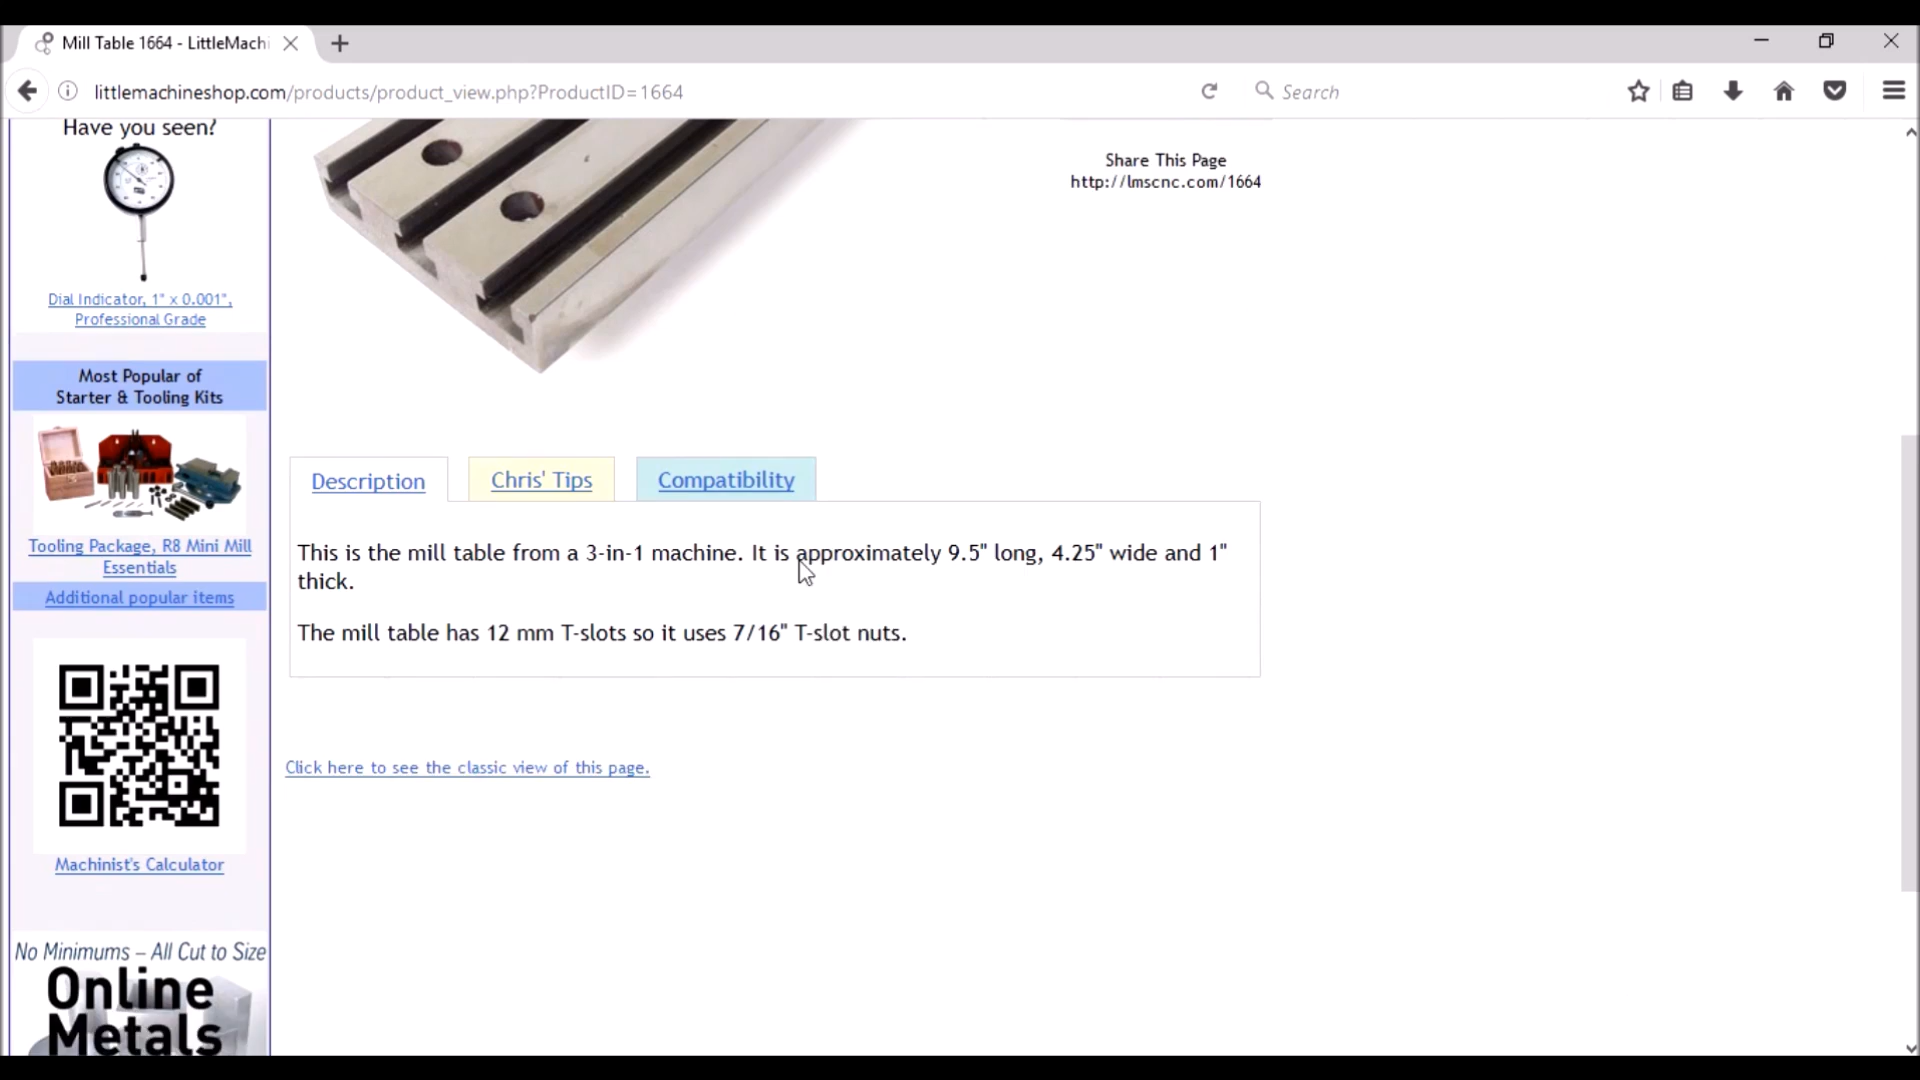 Mill Table 1664 - LittleMachi
littlemachineshop.com/products/product_view.php?ProductID=1664
Search
Have you seen?
Dial Indicator, 1" x 0.001",
Professional Grade
Most Popular of
Starter & Tooling Kits
Tooling Package, R8 Mini Mill
Essentials
Additional popular items
Machinist's Calculator
No Minimums – All Cut to Size
Online
Metals
Share This Page
http://lmscnc.com/1664
Description
Chris' Tips
Compatibility
This is the mill table from a 3-in-1 machine. It is approximately 9.5" long, 4.25" wide and 1"
thick.
The mill table has 12 mm T-slots so it uses 7/16" T-slot nuts.
Click here to see the classic view of this page.